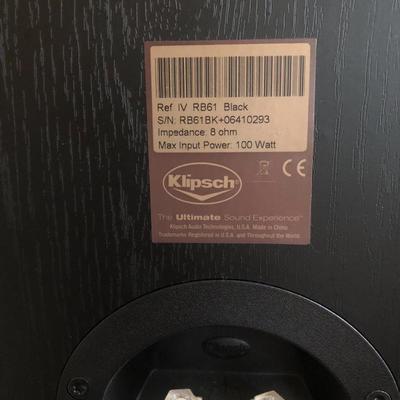 Ref IV RB61 Black
S/N: RB61BK+06410293
Impedance: 8 ohm
Max Input Power: 100 Watt
CE
Klipsch®
The Ultimate Sound Experience™
Klipsch Audio Technologies, U.S.A. Made in China
Trademarks Registered in U.S.A. and Throughout the World
Klipsch